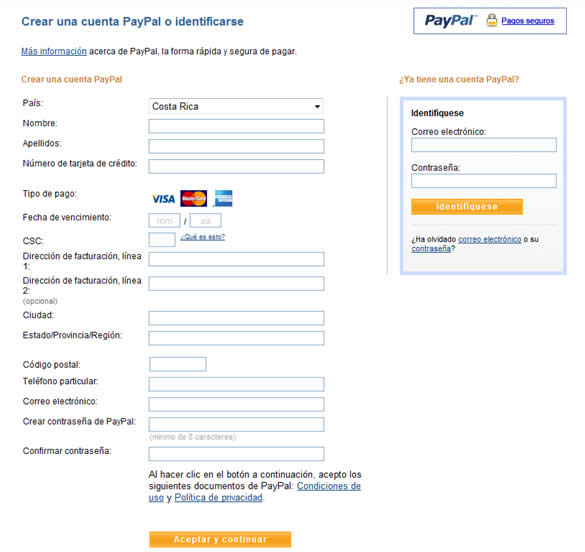 Crear una cuenta PayPal o identificarse
PayPal™ Pagos seguros
Más información acerca de PayPal, la forma rápida y segura de pagar.
Crear una cuenta PayPal
País: Costa Rica
Nombre:
Apellidos:
Número de tarjeta de crédito:
Tipo de pago: VISA MasterCard
Fecha de vencimiento: mm / aa
CSC: ¿Qué es esto?
Dirección de facturación, línea
1:
Dirección de facturación, línea
2:
(opcional)
Ciudad:
Estado/Provincia/Región:
Código postal:
Teléfono particular:
Correo electrónico:
Crear contraseña de PayPal:
(mínimo de 8 caracteres)
Confirmar contraseña:
Al hacer clic en el botón a continuación, acepto los
siguientes documentos de PayPal: Condiciones de
uso y Política de privacidad.
Aceptar y continuar
¿Ya tiene una cuenta PayPal?
Identifíquese
Correo electrónico:
Contraseña:
Identifíquese
¿Ha olvidado correo electrónico o su
contraseña?